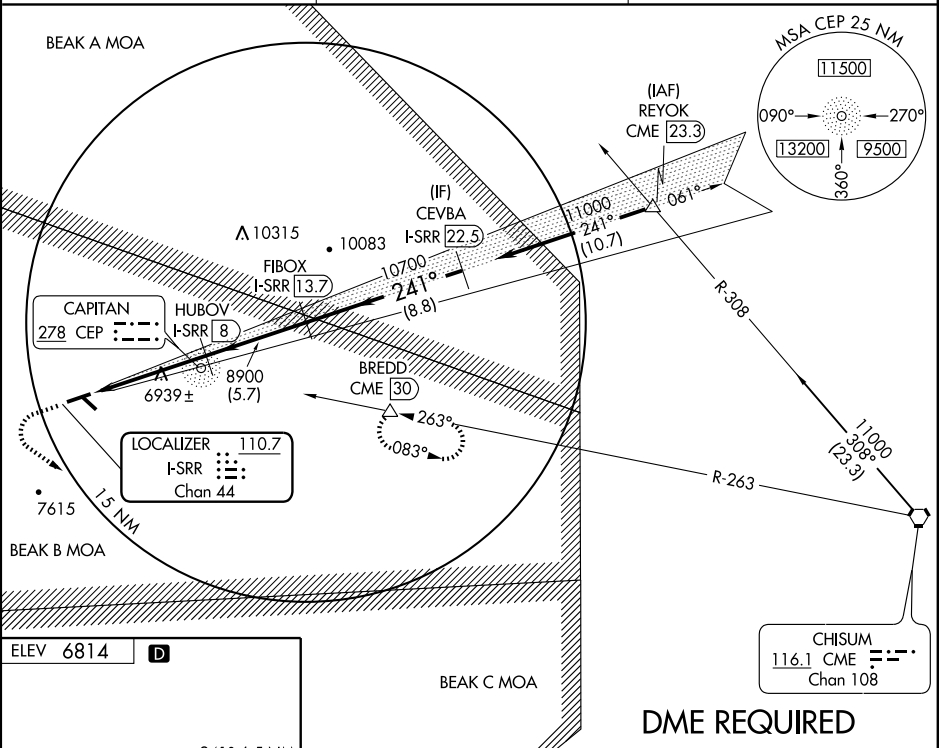 BEAK A MOA
MSA CEP 25 NM
11500
090°
270°
13200
9500
360°
(IAF)
REYOK
CME 23.3
N
061°
11000
241°
(10.7)
(IF)
CEVBA
I-SRR 22.5
10315
10083
10700
241°
(8.8)
FIBOX
I-SRR 13.7
R-308
CAPITAN
278 CEP
HUBOV
I-SRR 8
8900
(5.7)
6939±
BREDD
CME 30
263°
083°
11000
308°
(23.3)
LOCALIZER 110.7
I-SRR
Chan 44
R-263
7615
15 NM
BEAK B MOA
CHISUM
116.1 CME
Chan 108
ELEV 6814
D
BEAK C MOA
DME REQUIRED